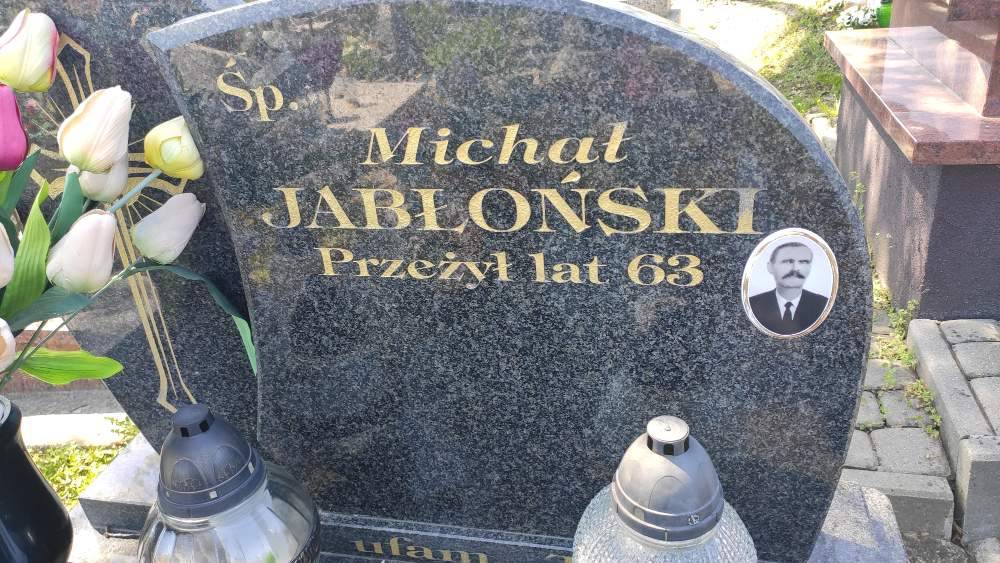 Śp.
Michał
JABŁOŃSKI
Przeżył lat 63
ufam